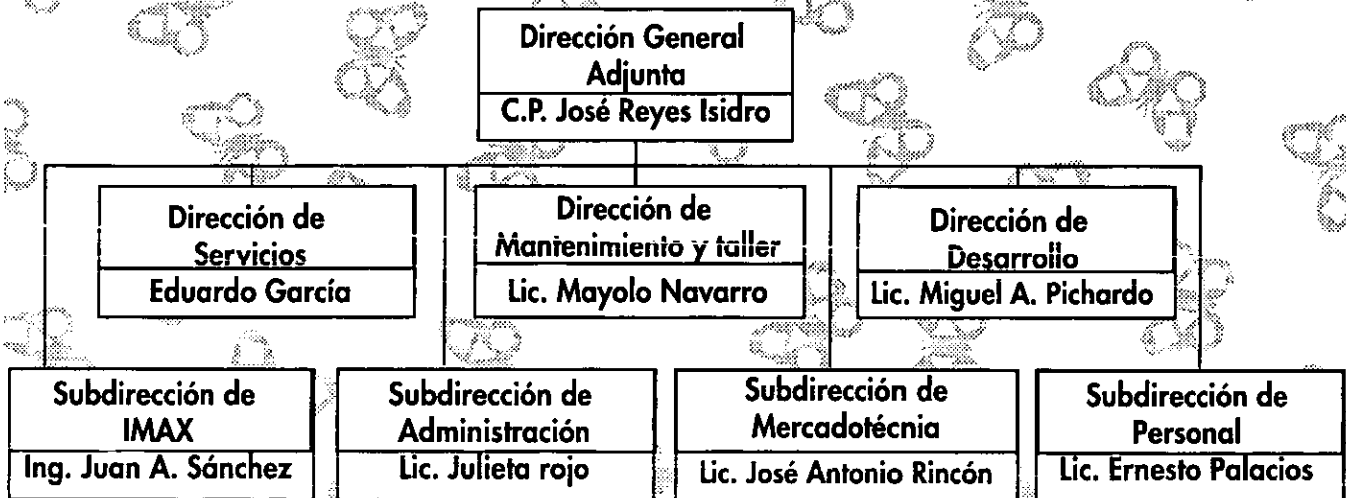 Dirección General
Adjunta
C.P. José Reyes Isidro
Dirección de
Servicios
Eduardo García
Dirección de
Mantenimiento y taller
Lic. Mayolo Navarro
Dirección de
Desarrollo
Lic. Miguel A. Pichardo
Subdirección de
IMAX
Ing. Juan A. Sánchez
Subdirección de
Administración
Lic. Julieta rojo
Subdirección de
Mercadotécnia
Lic. José Antonio Rincón
Subdirección de
Personal
Lic. Ernesto Palacios